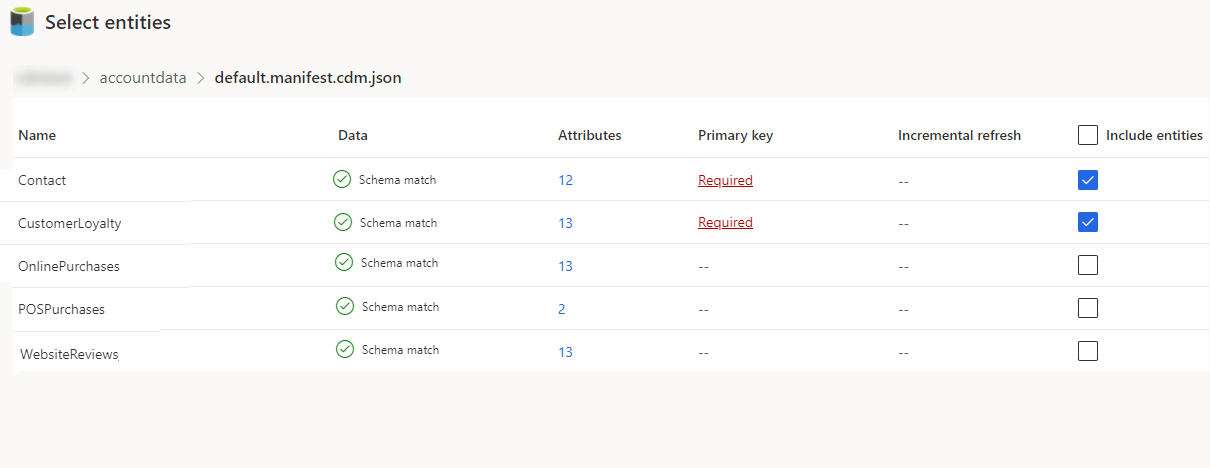 Select entities
accountdata > default.manifest.cdm.json
Name Data Attributes Primary key Incremental refresh Include entities
Contact Schema match 12 Required -- --
CustomerLoyalty Schema match 13 Required -- --
OnlinePurchases Schema match 13 -- --
POSPurchases Schema match 2 -- --
WebsiteReviews Schema match 13 -- --